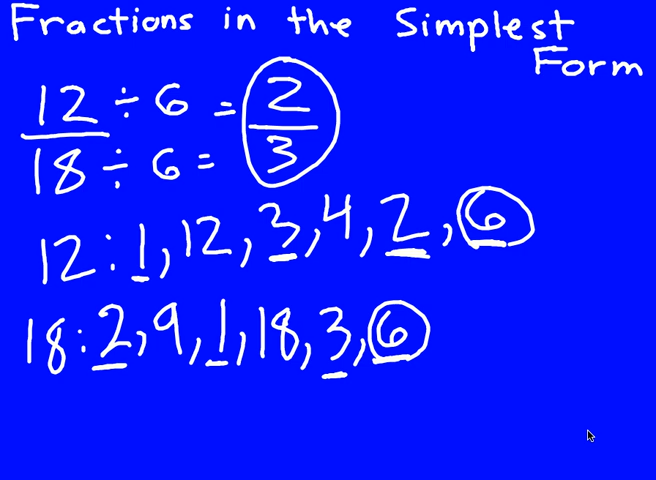 Fractions in the Simplest
Form
12 ÷ 6 = 2
18 ÷ 6 = 3
12: 1, 12, 3, 4, 2, 6
18: 2, 9, 1, 18, 3, 6